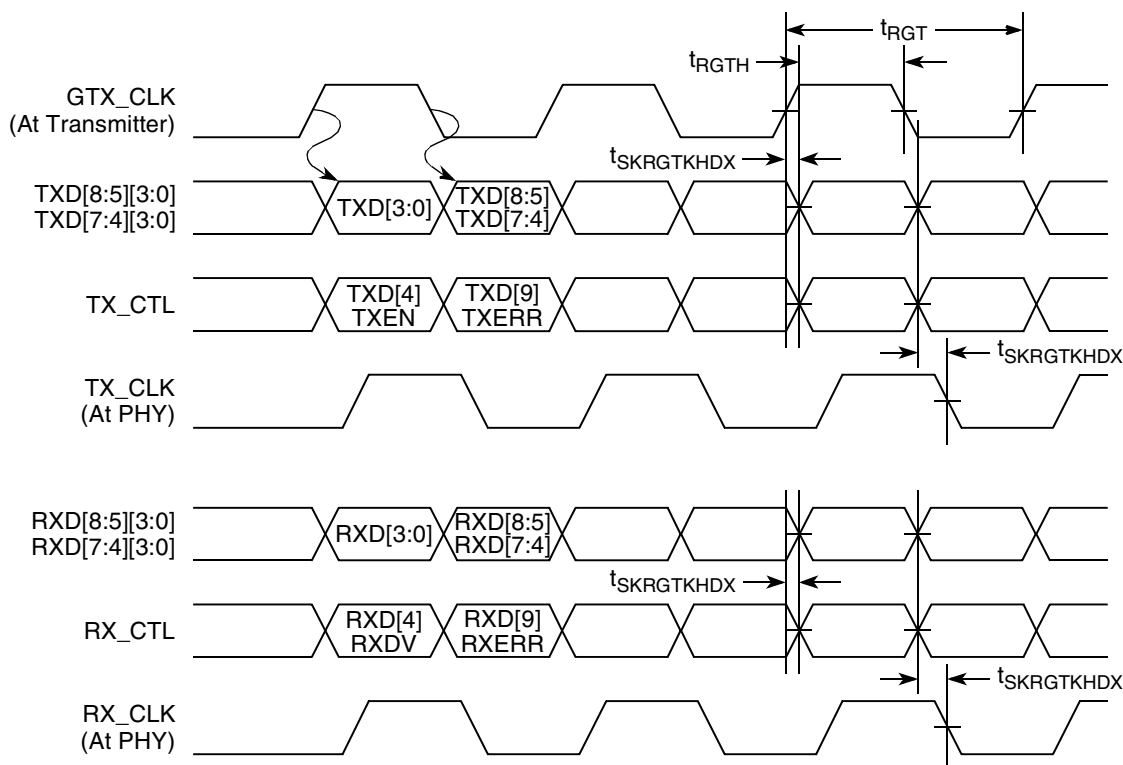 tRGT
tRGTH
GTX_CLK
(At Transmitter)
tSKRGTKHDX
TXD[8:5][3:0]
TXD[7:4][3:0]
TXD[3:0]
TXD[8:5]
TXD[7:4]
TX_CTL
TXD[4]
TXEN
TXD[9]
TXERR
tSKRGTKHDX
TX_CLK
(At PHY)
RXD[8:5][3:0]
RXD[7:4][3:0]
RXD[3:0]
RXD[8:5]
RXD[7:4]
tSKRGTKHDX
RX_CTL
RXD[4]
RXDV
RXD[9]
RXERR
tSKRGTKHDX
RX_CLK
(At PHY)